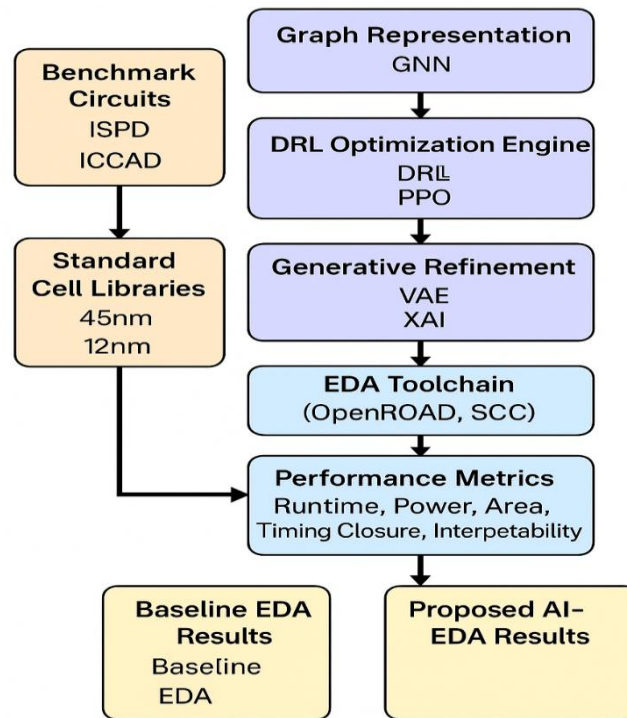 Graph Representation
GNN
Benchmark
Circuits
ISPD
ICCAD
DRL Optimization Engine
DRLL
PPO
Standard
Cell Libraries
45nm
12nm
Generative Refinement
VAE
XAI
EDA Toolchain
(OpenROAD, SCC)
Performance Metrics
Runtime, Power, Area,
Timing Closure, Interpetability
Baseline EDA
Results
Baseline
EDA
Proposed AI–
EDA Results